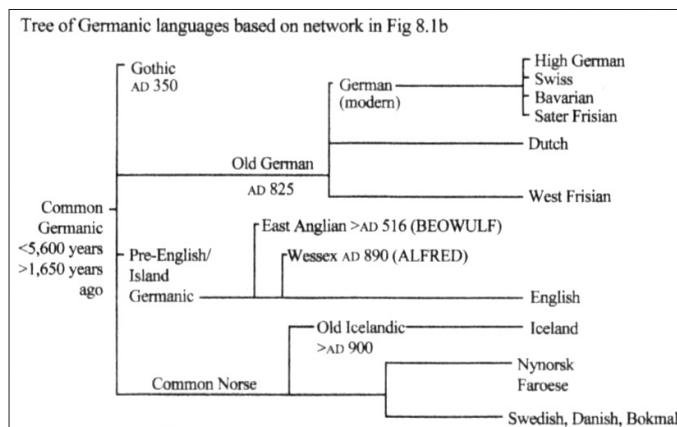 Tree of Germanic languages based on network in Fig 8.1b
Gothic
AD 350
German
(modern)
High German
Swiss
Bavarian
Sater Frisian
Dutch
Old German
AD 825
West Frisian
Common
Germanic
<5,600 years
>1,650 years
ago
East Anglian >AD 516 (BEOWULF)
Pre-English/
Island
Germanic
Wessex AD 890 (ALFRED)
English
Old Icelandic
>AD 900
Iceland
Common Norse
Nynorsk
Faroese
Swedish, Danish, Bokmal